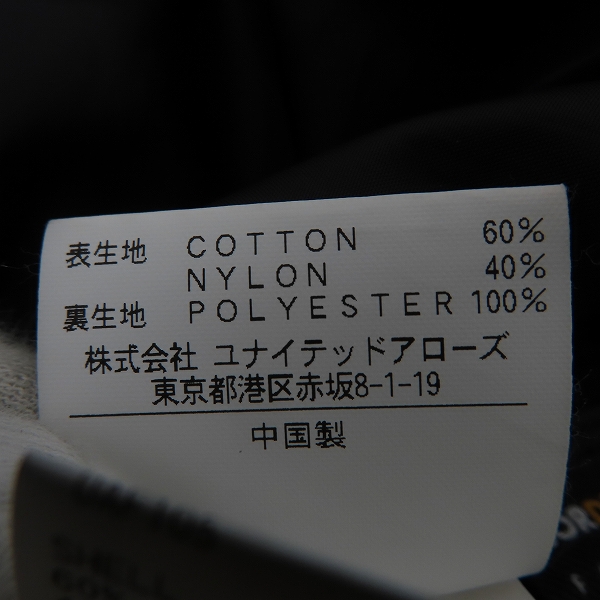 表生地 COTTON 60%
NYLON 40%
裏生地 POLYESTER 100%
株式会社 ユナイテッドアローズ
東京都港区赤坂8-1-19
中国製
SHELL